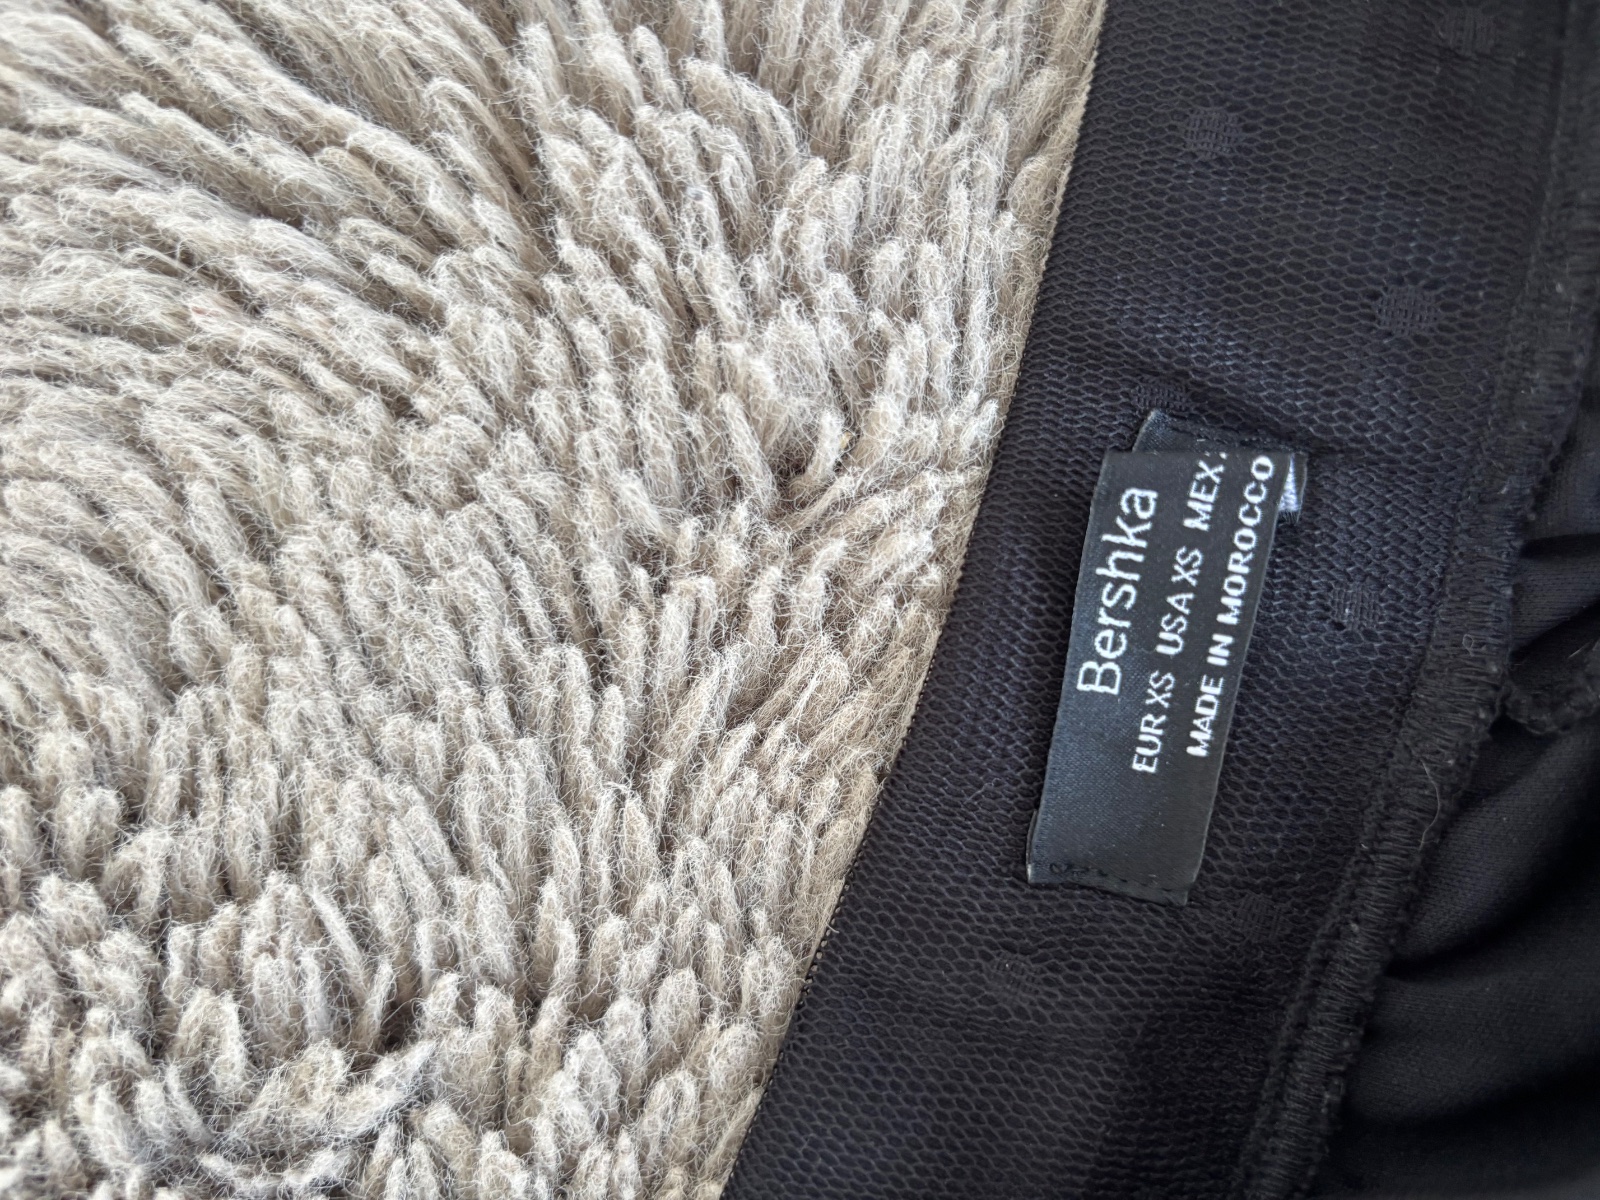 Bershka
EUR XS USA XS MEX
MADE IN MOROCCO